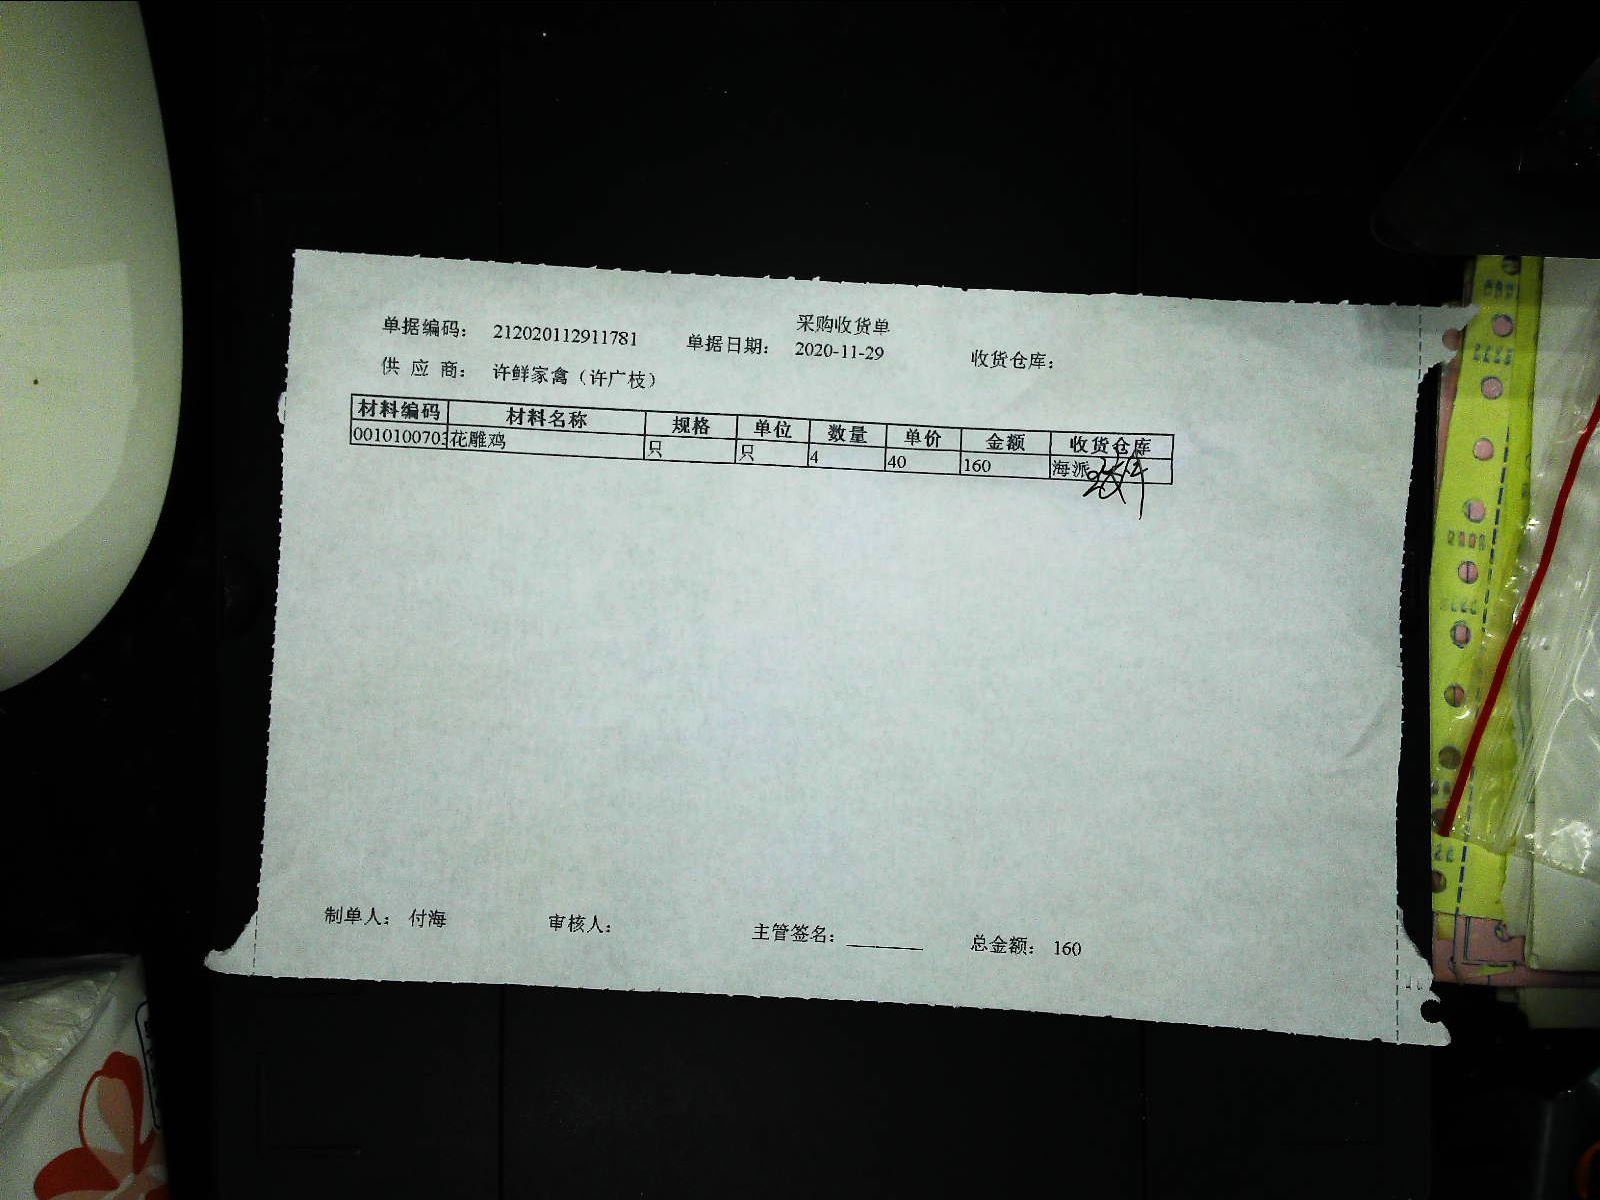 采购收货单
单据编码： 212020112911781 单据日期： 2020-11-29 收货仓库：
供 应 商： 许鲜家禽（许广枝）
材料编码 材料名称 规格 单位 数量 单价 金额 收货仓库
0010100703 花雕鸡 只 只 4 40 160 海派
制单人： 付海 审核人： 主管签名： ________ 总金额： 160